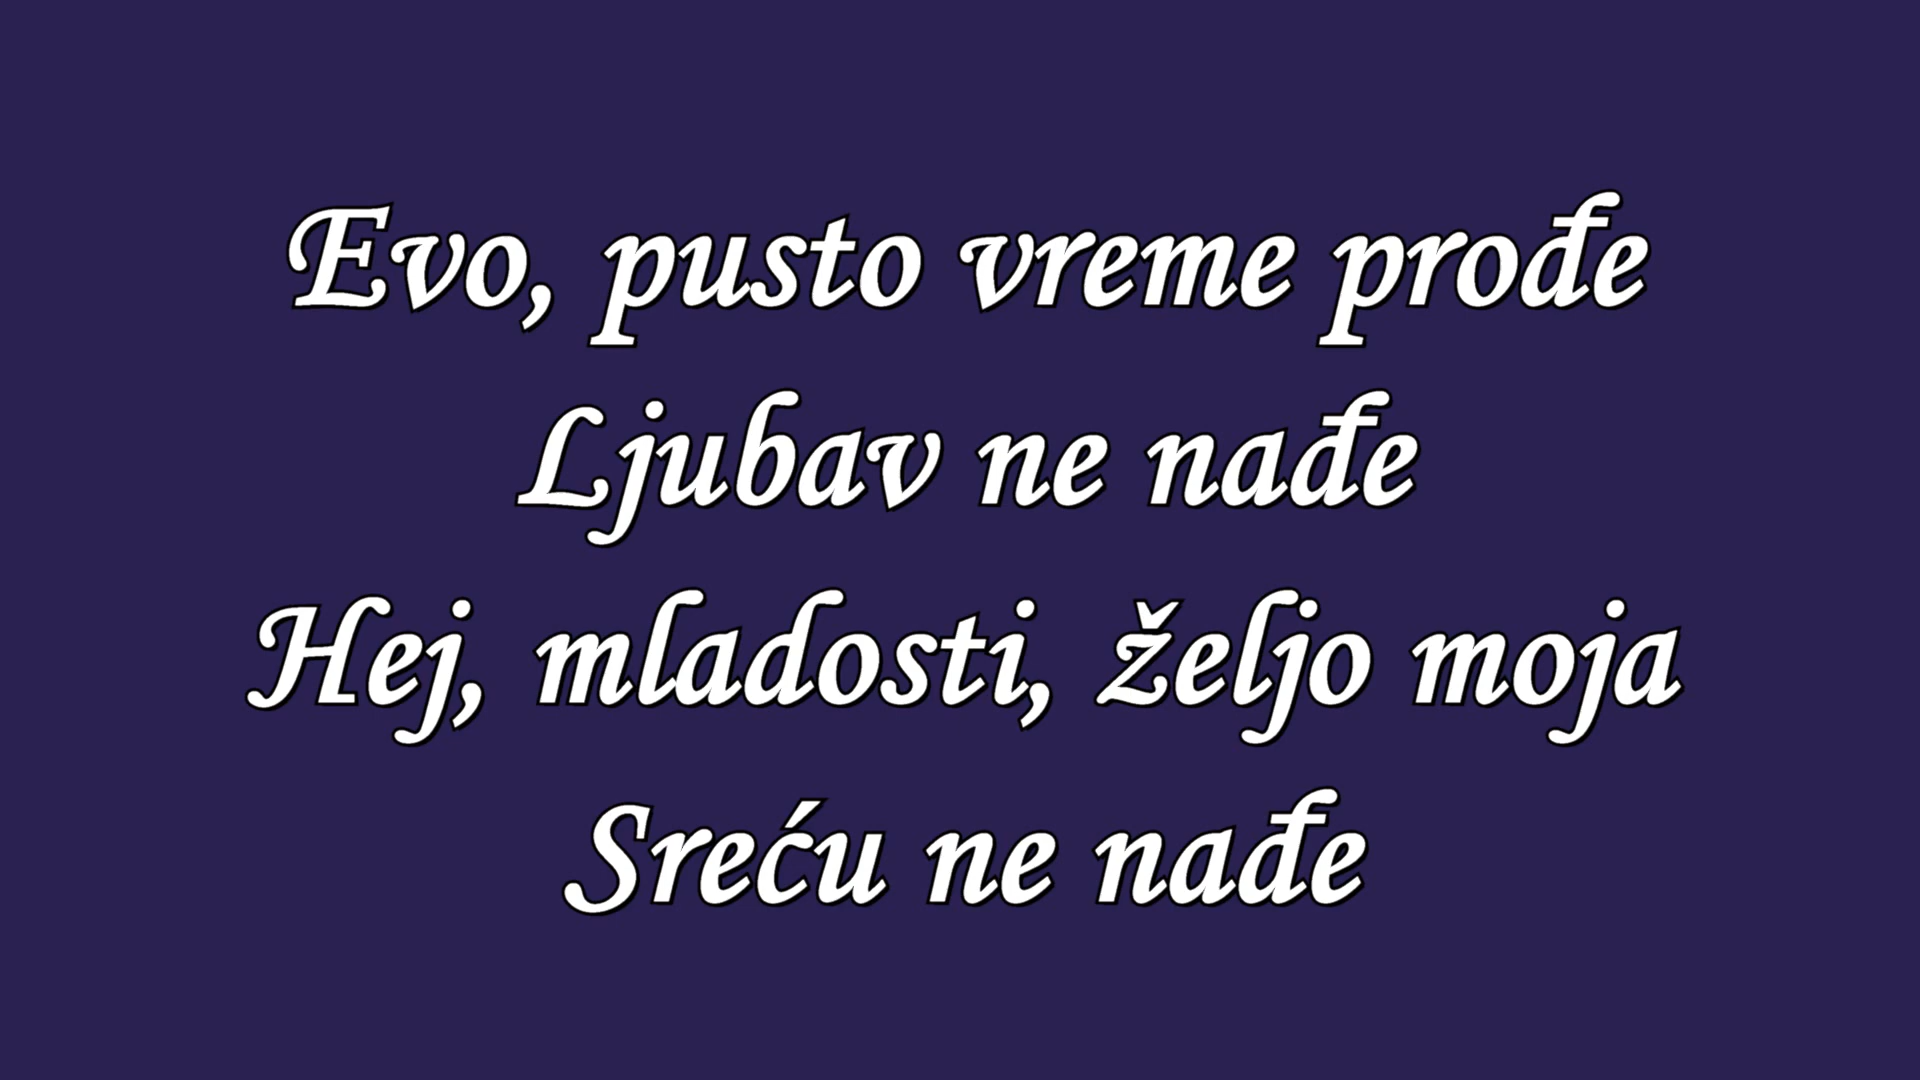 Evo, pusto vreme prođe
Ljubav ne nađe
Hej, mladosti, željo moja
Sreću ne nađe